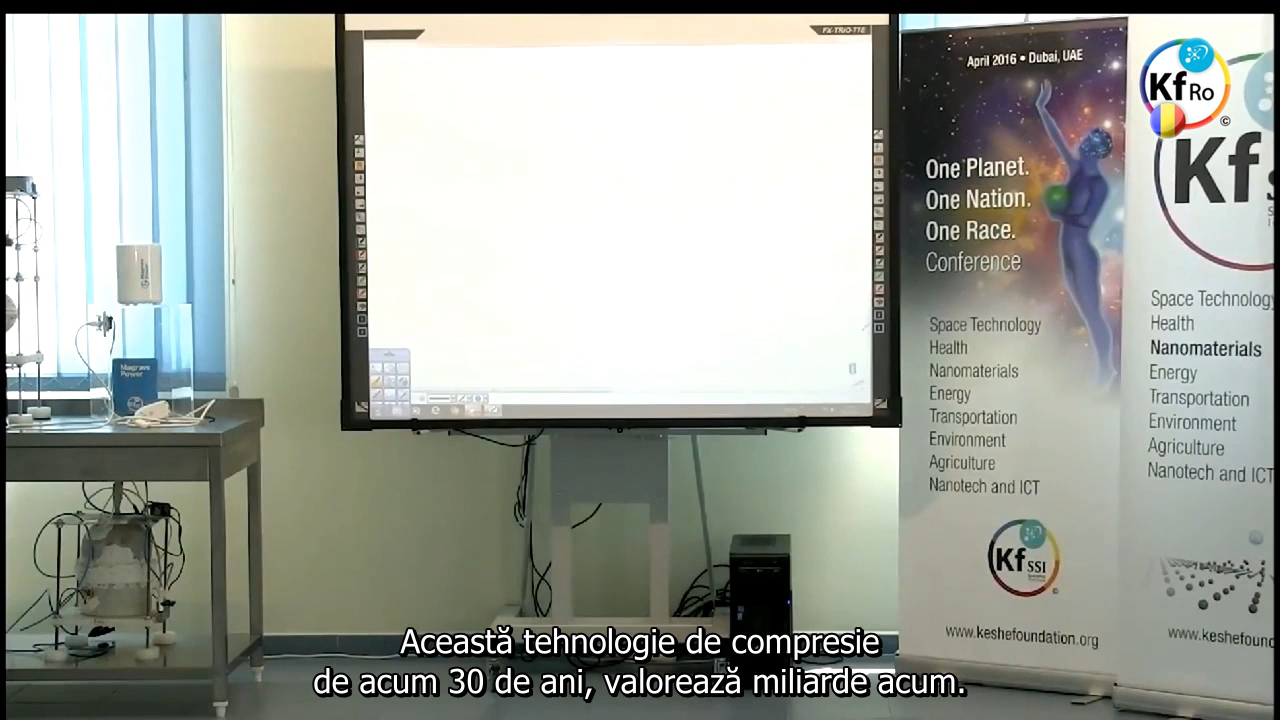 FX-TRIO-77E
April 2016 • Dubai, UAE
One Planet.
One Nation.
One Race.
Conference
Space Technology
Health
Nanomaterials
Energy
Transportation
Environment
Agriculture
Nanotech and ICT
Kf SSI
www.keshefoundation.org
Kf Ro
©
Kf
Space Technology
Health
Nanomaterials
Energy
Transportation
Environment
Agriculture
Nanotech and ICT
www.keshefounc
Magravs
Power
Această tehnologie de compresie
de acum 30 de ani, valorează miliarde acum.